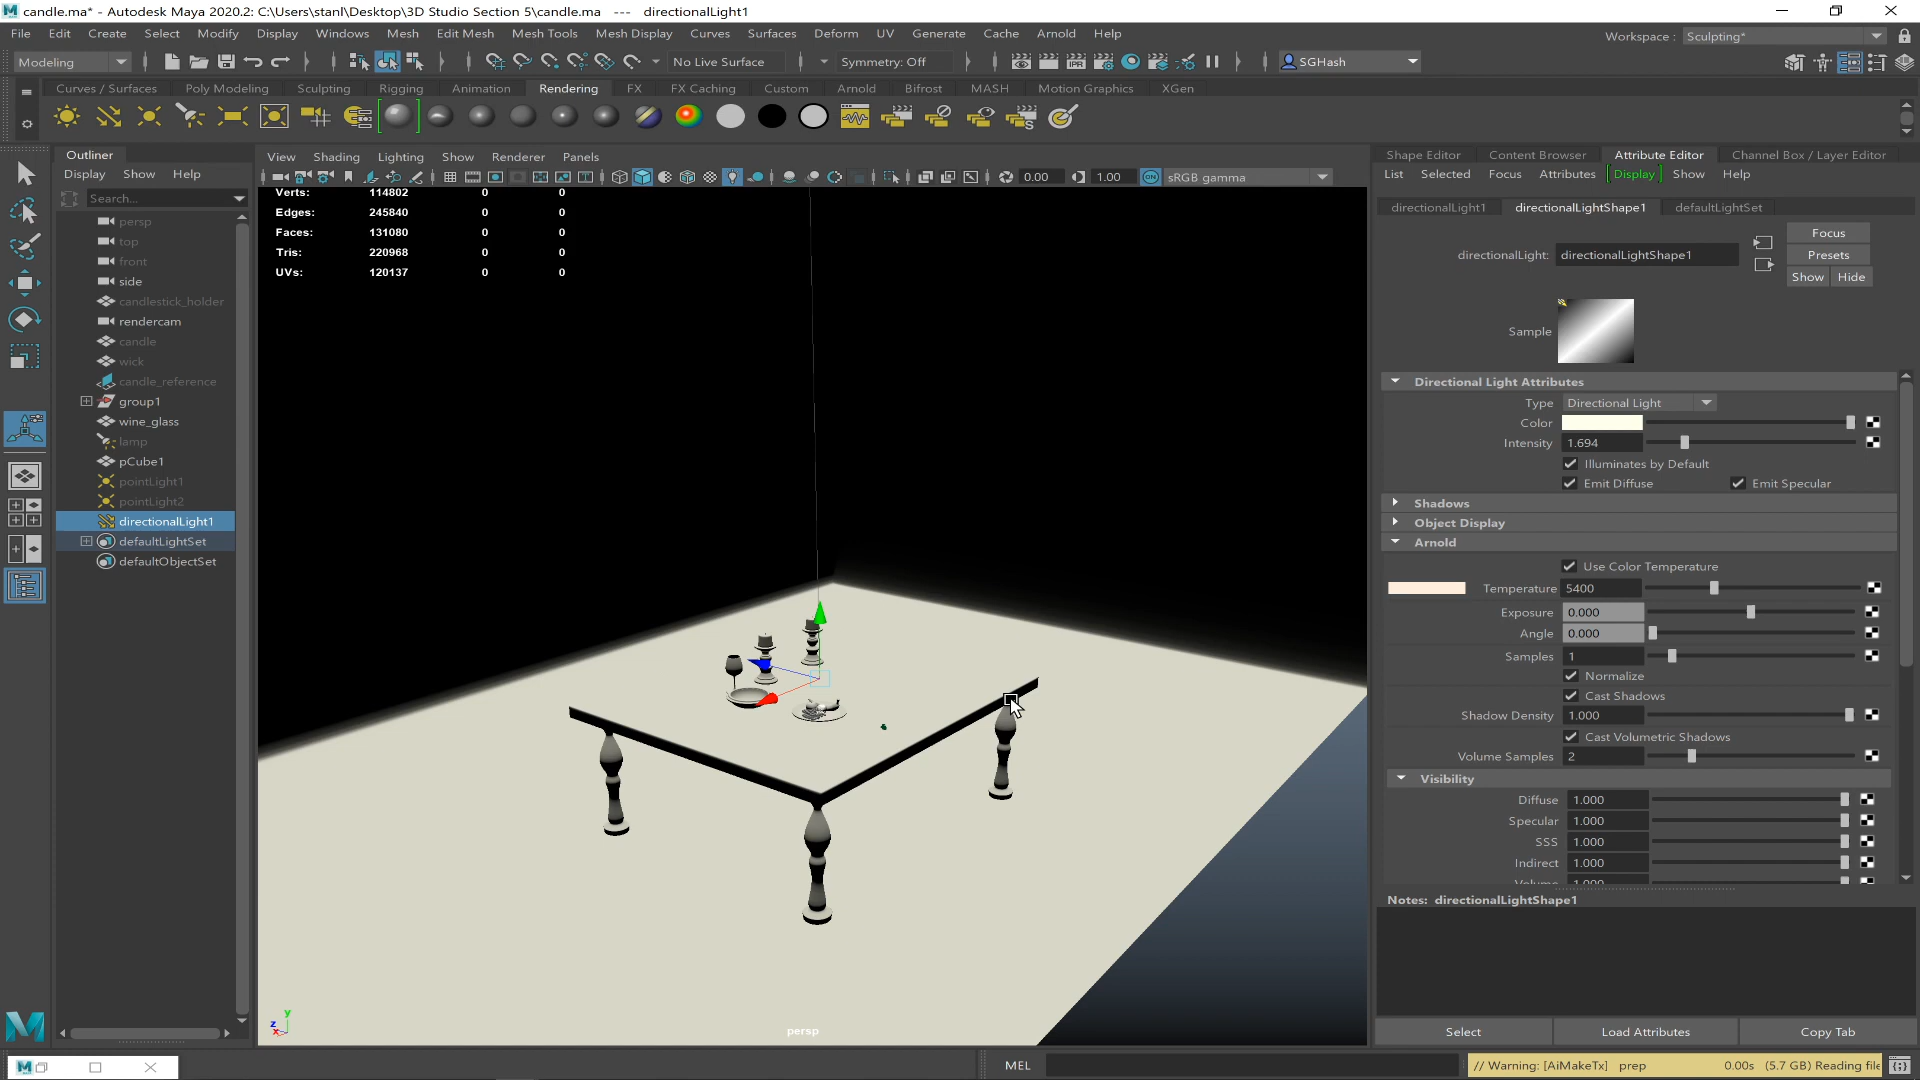 candle.ma* - Autodesk Maya 2020.2: C:\Users\stanl\Desktop\3D Studio Section 5\candle.ma --- directionalLight1
File Edit Create Select Modify Display Windows Mesh Edit Mesh Mesh Tools Mesh Display Curves Surfaces Deform UV Generate Cache Arnold Help Workspace : Sculpting*
Modeling No Live Surface Symmetry: Off SGHash
Curves / Surfaces Poly Modeling Sculpting Rigging Animation Rendering FX FX Caching Custom Arnold Bifrost MASH Motion Graphics XGen
Outliner
Display Show Help
Search...
persp
top
front
side
candlestick_holder
rendercam
candle
wick
candle_reference
group1
wine_glass
lamp
pCube1
pointLight1
pointLight2
directionalLight1
defaultLightSet
defaultObjectSet
View Shading Lighting Show Renderer Panels
0.00 1.00 ON sRGB gamma
Verts: 114802 0 0
Edges: 245840 0 0
Faces: 131080 0 0
Tris: 220968 0 0
UVs: 120137 0 0
y
z
x
persp
Shape Editor Content Browser Attribute Editor Channel Box / Layer Editor
List Selected Focus Attributes Display Show Help
directionalLight1 directionalLightShape1 defaultLightSet
directionalLight: directionalLightShape1
Focus
Presets
Show Hide
Sample
Directional Light Attributes
Type Directional Light
Color
Intensity 1.694
Illuminates by Default
Emit Diffuse Emit Specular
Shadows
Object Display
Arnold
Use Color Temperature
Temperature 5400
Exposure 0.000
Angle 0.000
Samples 1
Normalize
Cast Shadows
Shadow Density 1.000
Cast Volumetric Shadows
Volume Samples 2
Visibility
Diffuse 1.000
Specular 1.000
SSS 1.000
Indirect 1.000
Volume 1.000
Notes: directionalLightShape1
Select Load Attributes Copy Tab
MEL // Warning: [AiMakeTx] prep 0.00s (5.7 GB) Reading file